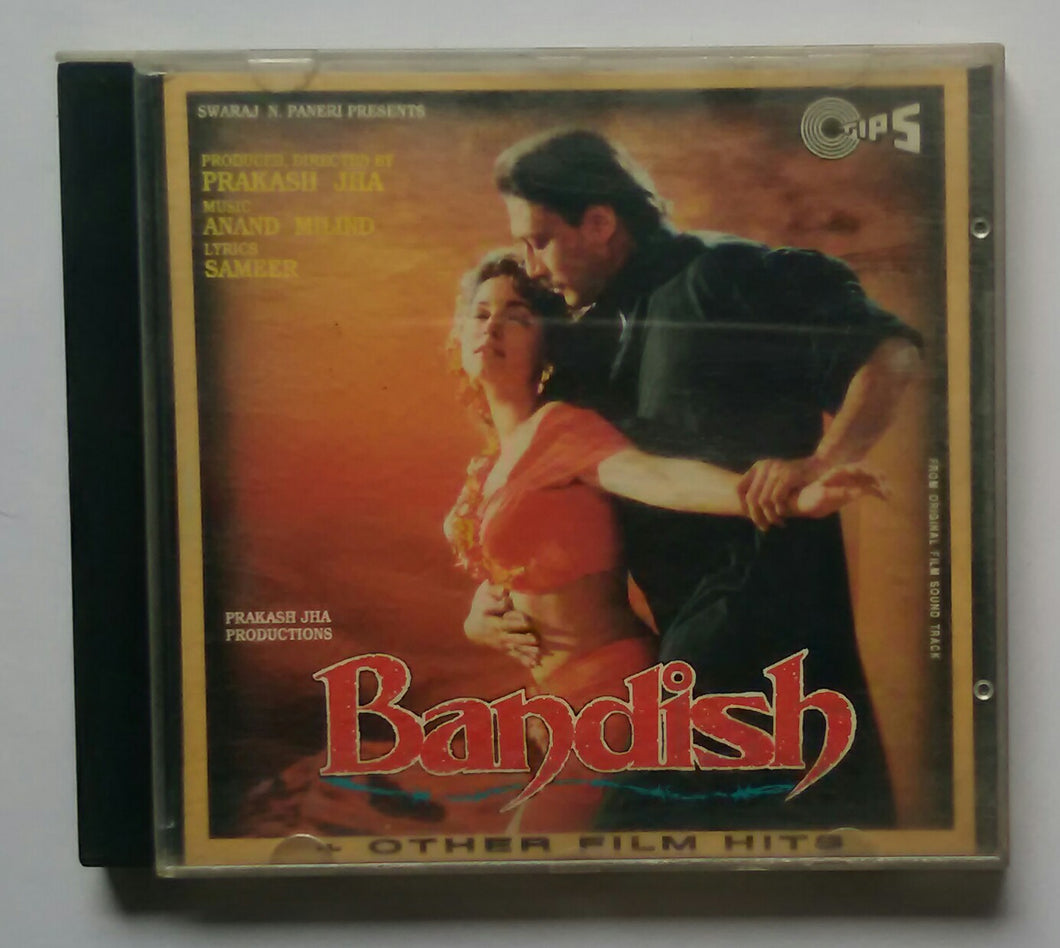 SWARAJ N. PANERI PRESENTS
TIPS
PRODUCED, DIRECTED BY
PRAKASH JHA
MUSIC
ANAND MILIND
LYRICS
SAMEER
FROM ORIGINAL FILM SOUND TRACK
PRAKASH JHA
PRODUCTIONS
Bandish
+ OTHER FILM HITS